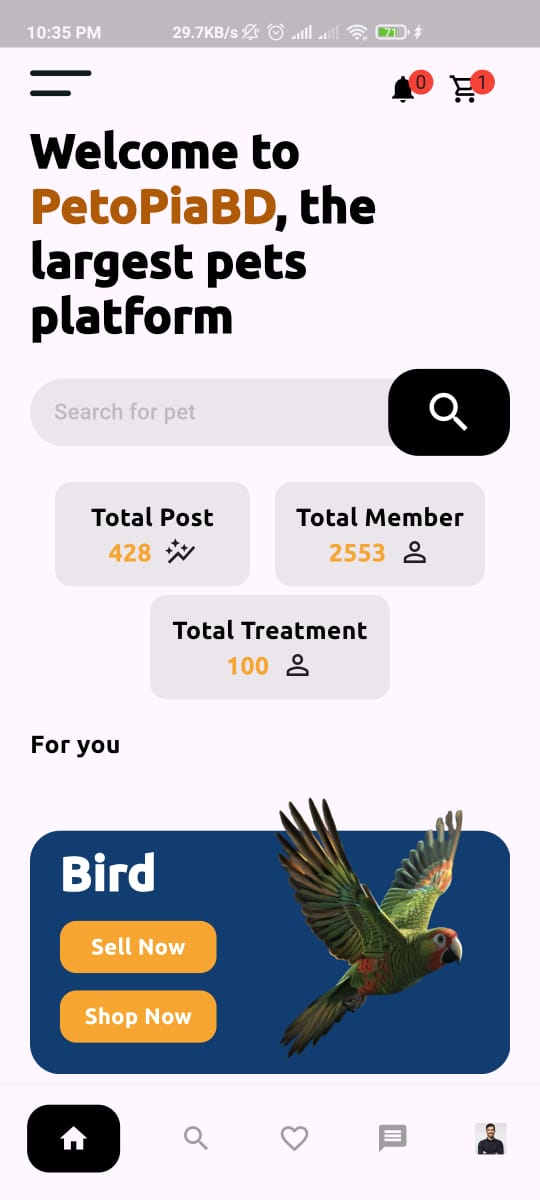 10:35 PM 29.7KB/s 71
0 1
Welcome to
PetoPiaBD, the
largest pets
platform
Search for pet
Total Post Total Member
428 2553
Total Treatment
100
For you
Bird
Sell Now
Shop Now